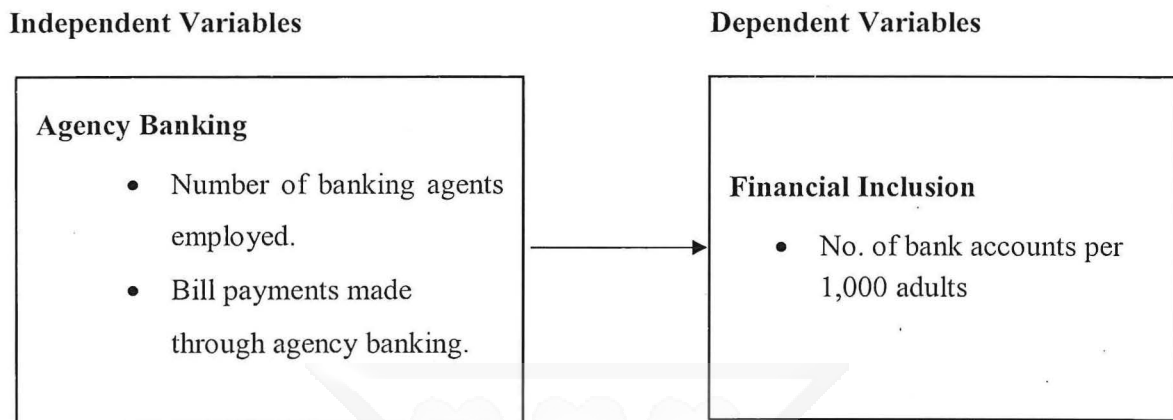 Independent Variables
Dependent Variables
Agency Banking
• Number of banking agents
employed.
• Bill payments made
through agency banking.
Financial Inclusion
• No. of bank accounts per
1,000 adults